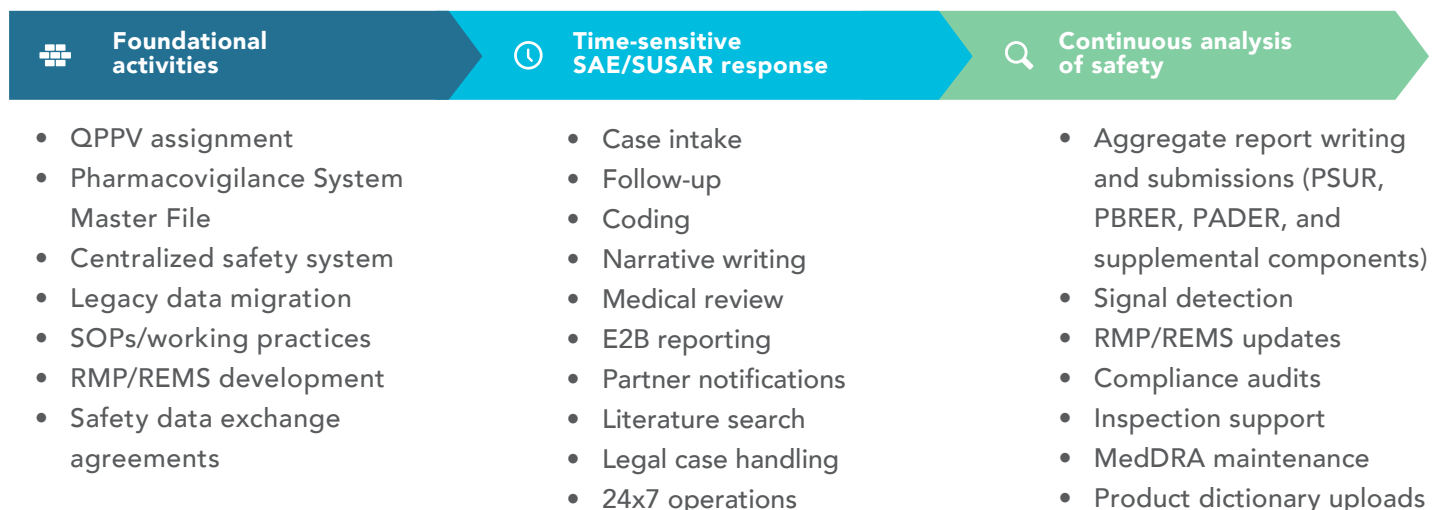 Foundational
activities
• QPPV assignment
• Pharmacovigilance System
Master File
• Centralized safety system
• Legacy data migration
• SOPs/working practices
• RMP/REMS development
• Safety data exchange
agreements
Time-sensitive
SAE/SUSAR response
• Case intake
• Follow-up
• Coding
• Narrative writing
• Medical review
• E2B reporting
• Partner notifications
• Literature search
• Legal case handling
• 24x7 operations
Continuous analysis
of safety
• Aggregate report writing
and submissions (PSUR,
PBRER, PADER, and
supplemental components)
• Signal detection
• RMP/REMS updates
• Compliance audits
• Inspection support
• MedDRA maintenance
• Product dictionary uploads